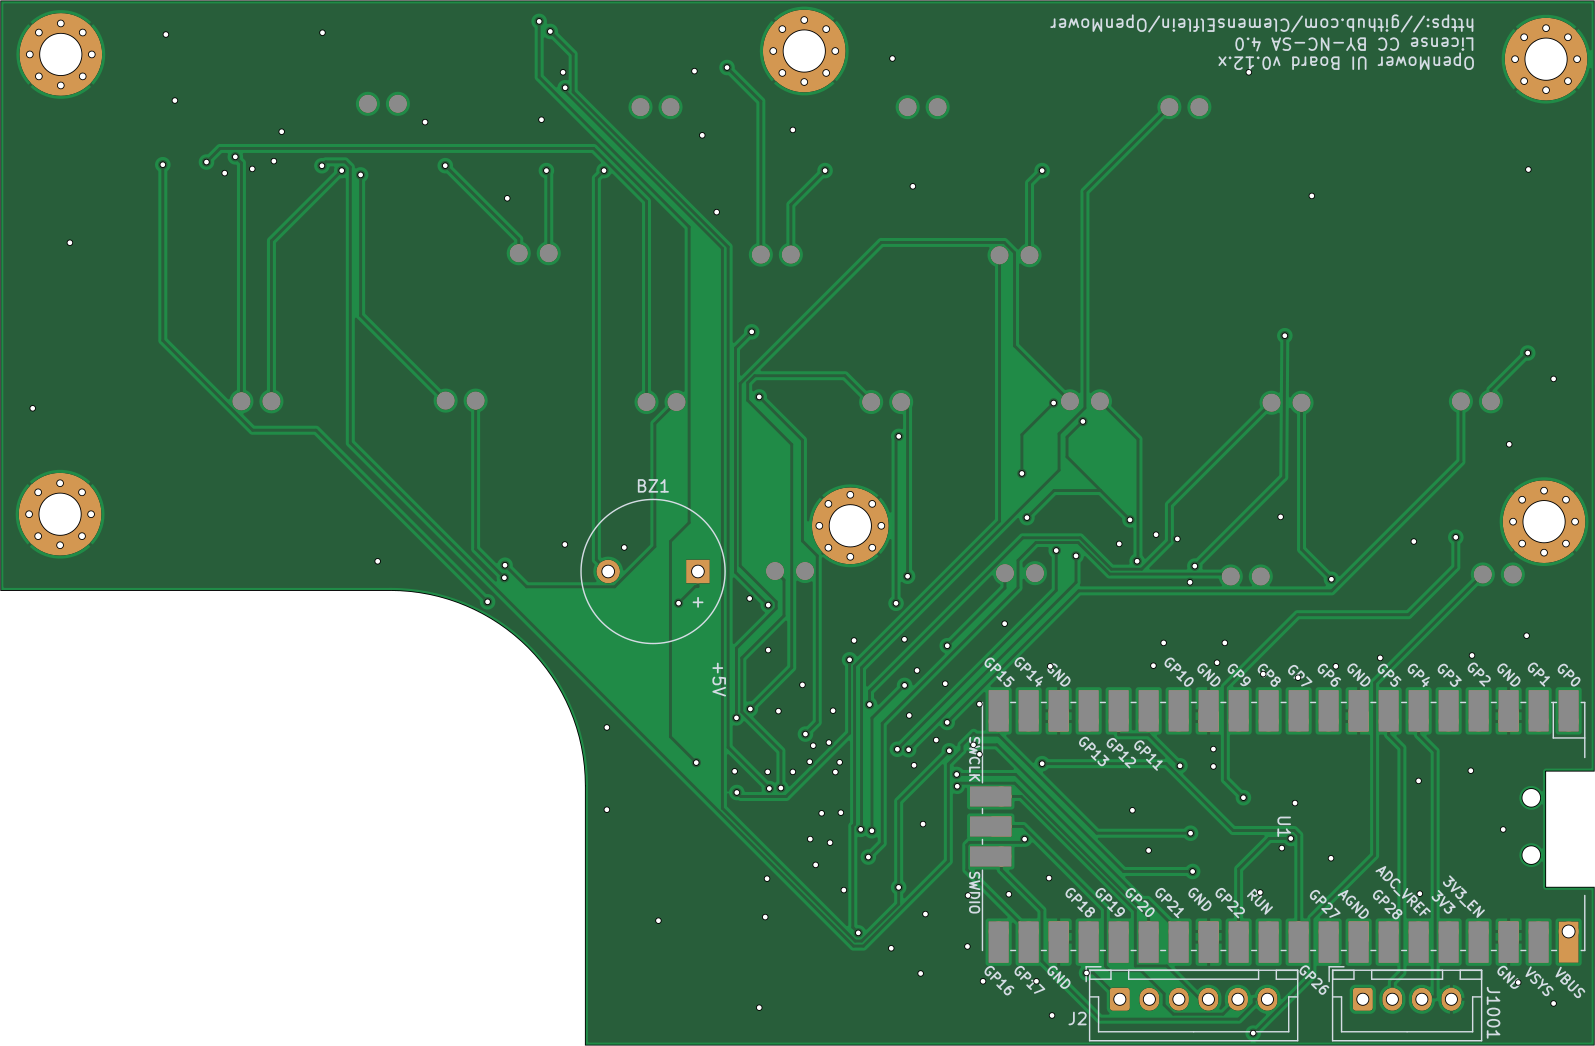 https://github.com/ClemensElflein/OpenMower
License CC BY-NC-SA 4.0
OpenMower UI Board v0.12.x
BZ1
+
+5V
GP15
GP14
GND
GP10
GND
GP9
GP8
GP7
GP6
GND
GP5
GP4
GP3
GP2
GND
GP1
GP0
GP13
GP12
GP11
SWCLK
U1
SWDIO
GP18
GP19
GP20
GP21
GND
GP22
RUN
GP27
AGND
GP28
ADC_VREF
3V3
3V3_EN
GP16
GP17
GND
GP26
GND
VSYS
VBUS
J2
J1001